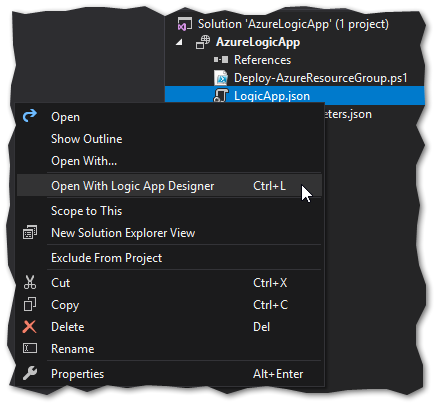 Solution 'AzureLogicApp' (1 project)
AzureLogicApp
References
Deploy-AzureResourceGroup.ps1
LogicApp.json
eters.json
Open
Show Outline
Open With...
Open With Logic App Designer Ctrl+L
Scope to This
New Solution Explorer View
Exclude From Project
Cut Ctrl+X
Copy Ctrl+C
Delete Del
Rename
Properties Alt+Enter